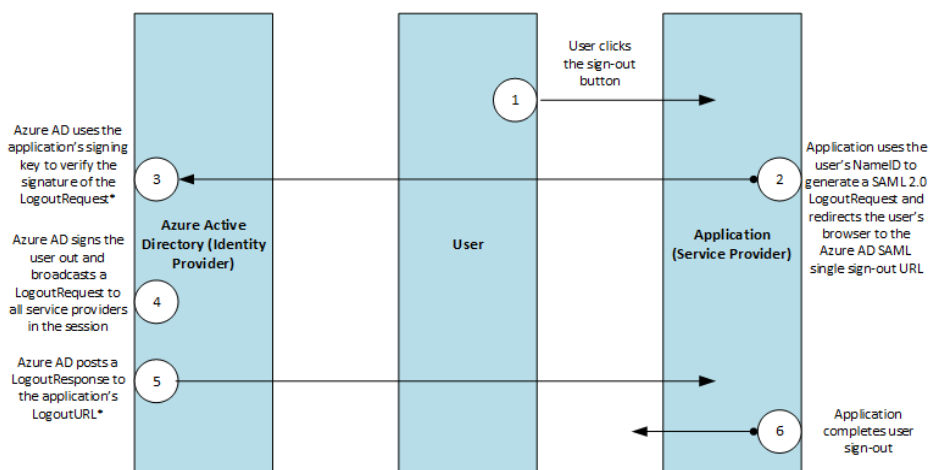 User clicks
the sign-out
button
1
Azure AD uses the
application's signing
key to verify the
signature of the
LogoutRequest*
3
2
Application uses the
user's NameID to
generate a SAML 2.0
LogoutRequest and
redirects the user's
browser to the
Azure AD SAML
single sign-out URL
Azure Active
Directory (Identity
Provider)
User
Application
(Service Provider)
Azure AD signs the
user out and
broadcasts a
LogoutRequest to
all service providers
in the session
4
Azure AD posts a
LogoutResponse to
the application's
LogoutURL*
5
6
Application
completes user
sign-out